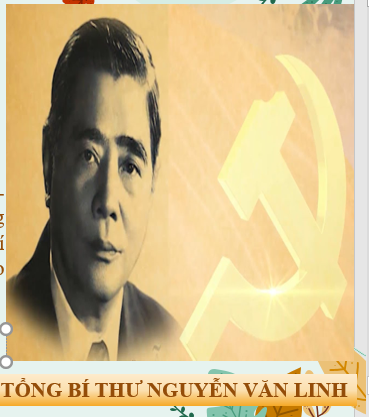 TỔNG BÍ THƯ NGUYỄN VĂN LINH